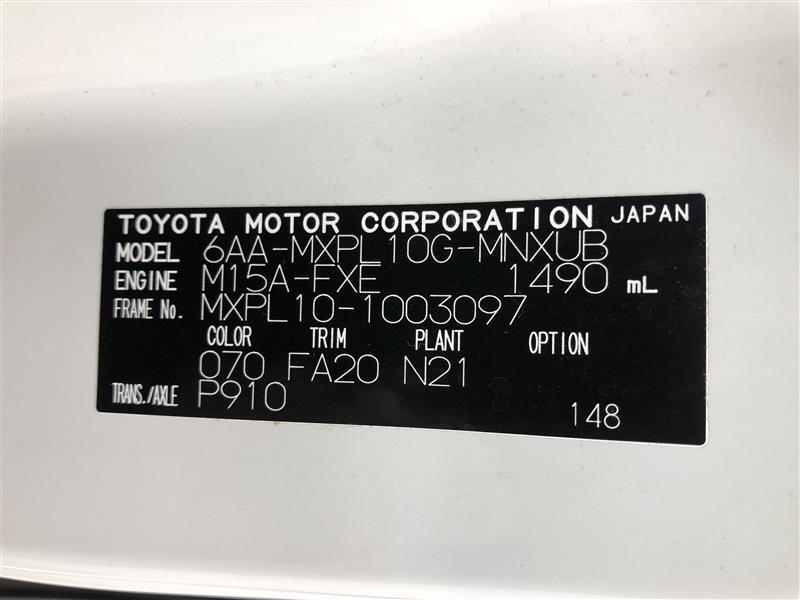 TOYOTA MOTOR CORPORATION JAPAN
MODEL 6AA-MXPL10G-MNXUB
ENGINE M15A-FXE 1490 mL
FRAME No. MXPL10-1003097
COLOR TRIM PLANT OPTION
070 FA20 N21
TRANS./AXLE P910
148